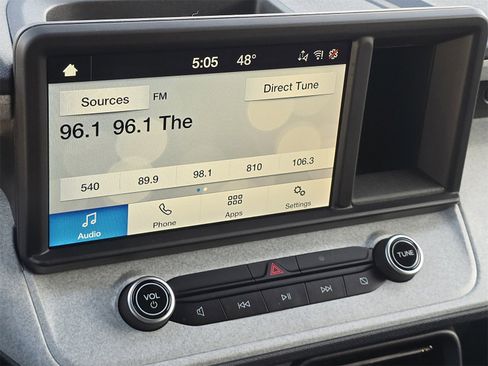 5:05 48°
Sources FM Direct Tune
96.1 96.1 The
540 89.9 98.1 810 106.3
Audio Phone Apps Settings
VOL TUNE